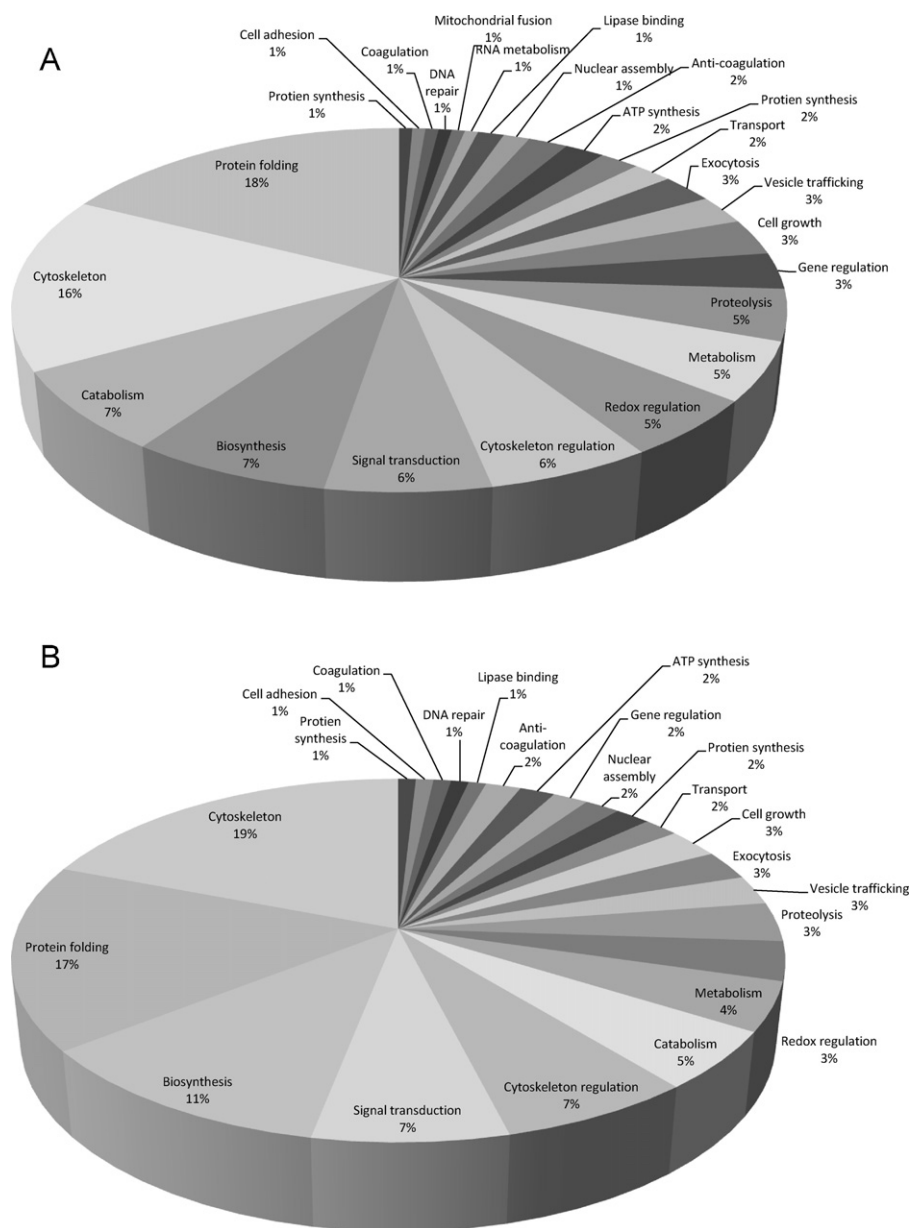 A
Cell adhesion
1%
Coagulation
1%
Mitochondrial fusion
1%
RNA metabolism
1%
Lipase binding
1%
DNA
repair
1%
Nuclear assembly
1%
Anti-coagulation
2%
Protien synthesis
1%
ATP synthesis
2%
Protien synthesis
2%
Transport
2%
Exocytosis
3%
Vesicle trafficking
3%
Cell growth
3%
Gene regulation
3%
Proteolysis
5%
Metabolism
5%
Redox regulation
5%
Cytoskeleton regulation
6%
Signal transduction
6%
Biosynthesis
7%
Catabolism
7%
Cytoskeleton
16%
Protein folding
18%
B
Protien
synthesis
1%
Cell adhesion
1%
Coagulation
1%
DNA repair
1%
Lipase binding
1%
Anti-
coagulation
2%
ATP synthesis
2%
Gene regulation
2%
Nuclear
assembly
2%
Protien synthesis
2%
Transport
2%
Cell growth
3%
Exocytosis
3%
Vesicle trafficking
3%
Proteolysis
3%
Redox regulation
3%
Metabolism
4%
Catabolism
5%
Cytoskeleton regulation
7%
Signal transduction
7%
Biosynthesis
11%
Protein folding
17%
Cytoskeleton
19%